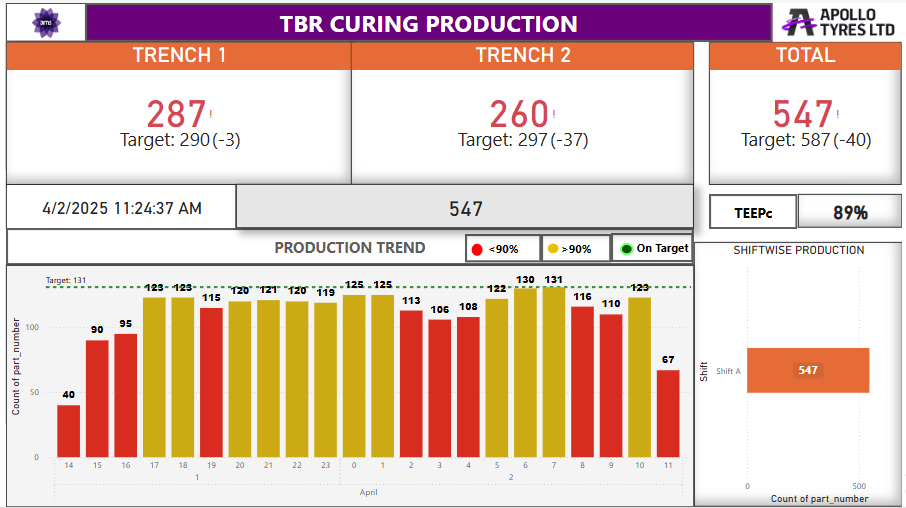 ams
TBR CURING PRODUCTION
APOLLO
TYRES LTD
TRENCH 1
TRENCH 2
TOTAL
287!
Target: 290 (-3)
260!
Target: 297 (-37)
547!
Target: 587 (-40)
4/2/2025 11:24:37 AM
547
TEEPc
89%
PRODUCTION TREND
<90%
>90%
On Target
SHIFTWISE PRODUCTION
Target: 131
Count of part_number
100
50
0
40
90
95
123
123
115
120
121
120
119
125
125
113
106
108
122
130
131
116
110
123
67
14 15 16 17 18 19 20 21 22 23 0 1 2 3 4 5 6 7 8 9 10 11
1 2
April
Shift
Shift A
547
0 500
Count of part_number